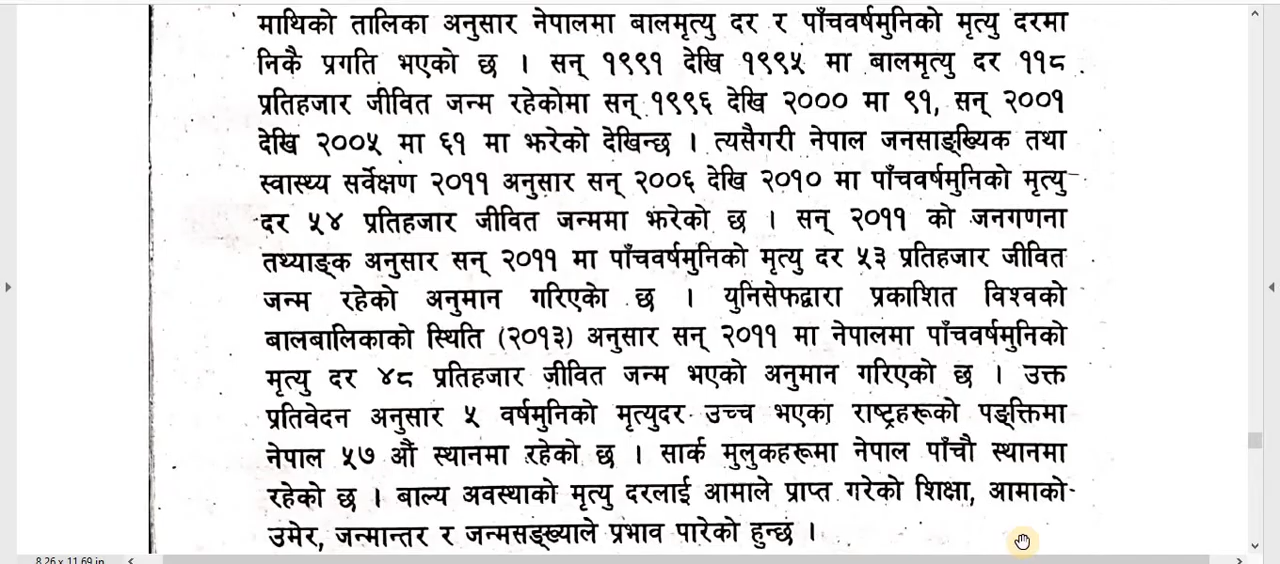 माथिको तालिका अनुसार नेपालमा बालमृत्यु दर र पाँचवर्षमुनिको मृत्यु दरमा
निकै प्रगति भएको छ । सन् १९९१ देखि १९९५ मा बालमृत्यु दर ११८
प्रतिहजार जीवित जन्म रहेकोमा सन् १९९६ देखि २००० मा ९१, सन् २००१
देखि २००५ मा ६१ मा झरेको देखिन्छ । त्यसैगरी नेपाल जनसाङ्ख्यिक तथा
स्वास्थ्य सर्वेक्षण २०११ अनुसार सन् २००६ देखि २०१० मा पाँचवर्षमुनिको मृत्यु
दर ५४ प्रतिहजार जीवित जन्ममा झरेको छ । सन् २०११ को जनगणना
तथ्याङ्क अनुसार सन् २०११ मा पाँचवर्षमुनिको मृत्यु दर ५३ प्रतिहजार जीवित
जन्म रहेको अनुमान गरिएको छ । युनिसेफद्वारा प्रकाशित विश्वको
बालबालिकाको स्थिति (२०१३) अनुसार सन् २०११ मा नेपालमा पाँचवर्षमुनिको
मृत्यु दर ४८ प्रतिहजार जीवित जन्म भएको अनुमान गरिएको छ । उक्त
प्रतिवेदन अनुसार ५ वर्षमुनिको मृत्युदर उच्च भएका राष्ट्रहरूको पङ्क्तिमा
नेपाल ५७ औं स्थानमा रहेको छ । सार्क मुलुकहरूमा नेपाल पाँचौ स्थानमा
रहेको छ । बाल्य अवस्थाको मृत्यु दरलाई आमाले प्राप्त गरेको शिक्षा, आमाको
उमेर, जन्मान्तर र जन्मसङ्ख्याले प्रभाव पारेको हुन्छ ।
8.26 x 11.69 in